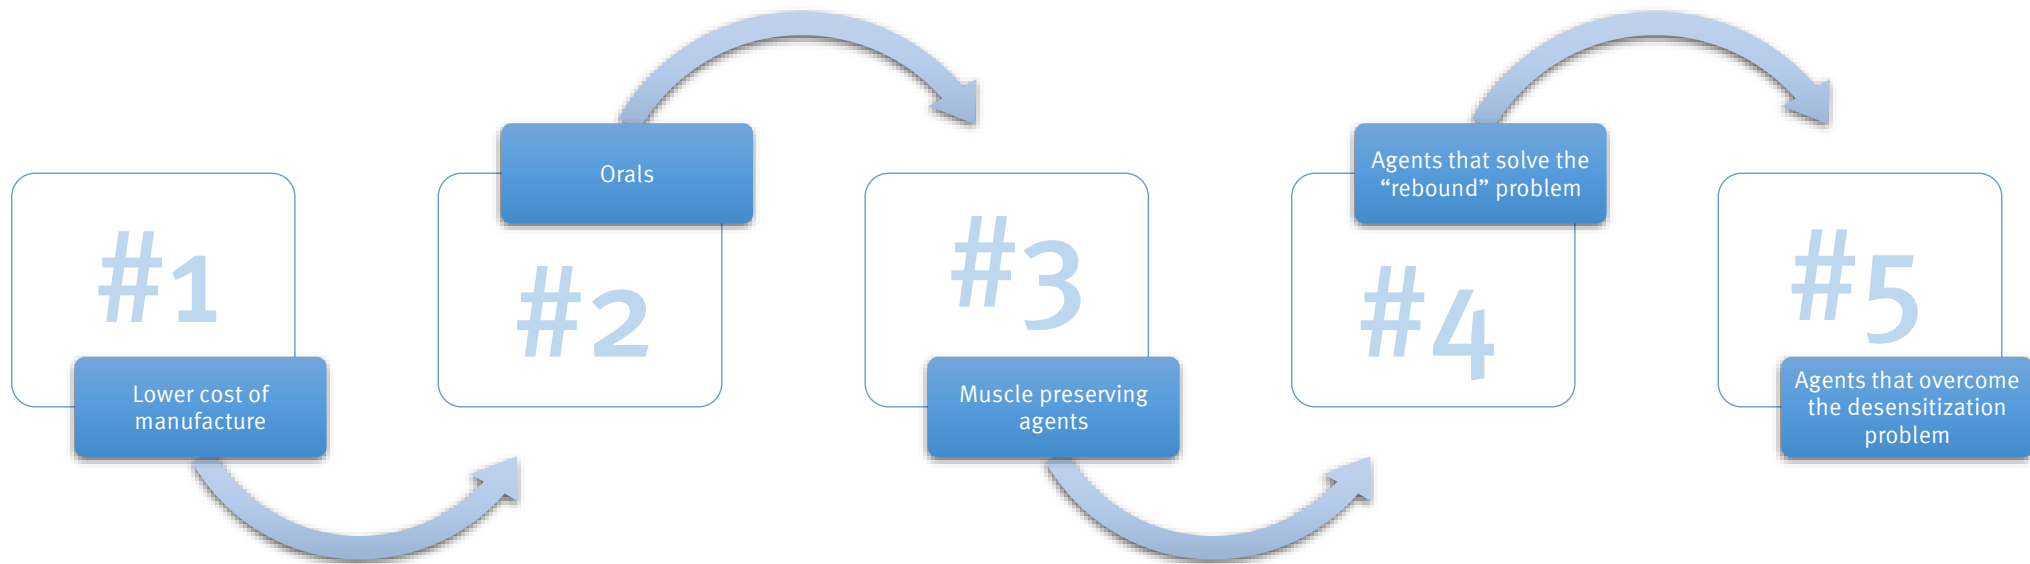 #1
Lower cost of
manufacture
Orals
#2
#3
Muscle preserving
agents
Agents that solve the
“rebound” problem
#4
#5
Agents that overcome
the desensitization
problem